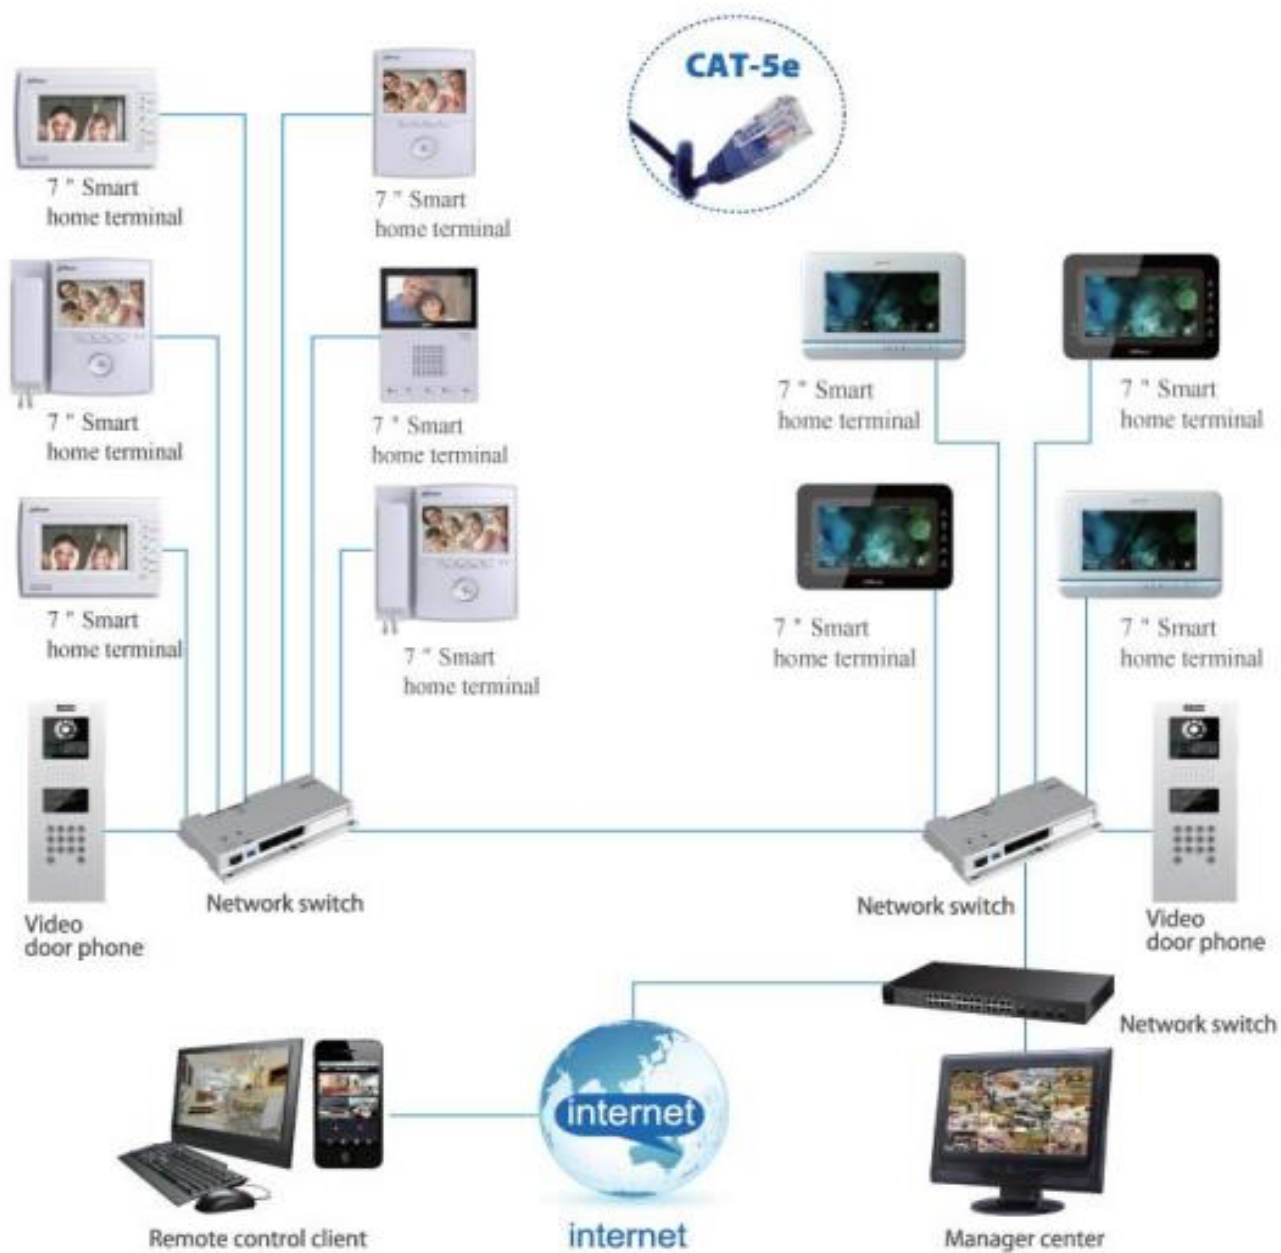 CAT-5e
7 " Smart
home terminal
7 " Smart
home terminal
7 " Smart
home terminal
7 " Smart
home terminal
7 " Smart
home terminal
7 " Smart
home terminal
7 " Smart
home terminal
7 " Smart
home terminal
7 " Smart
home terminal
7 " Smart
home terminal
Network switch
Network switch
Video
door phone
Video
door phone
Network switch
internet
Remote control client
internet
Manager center